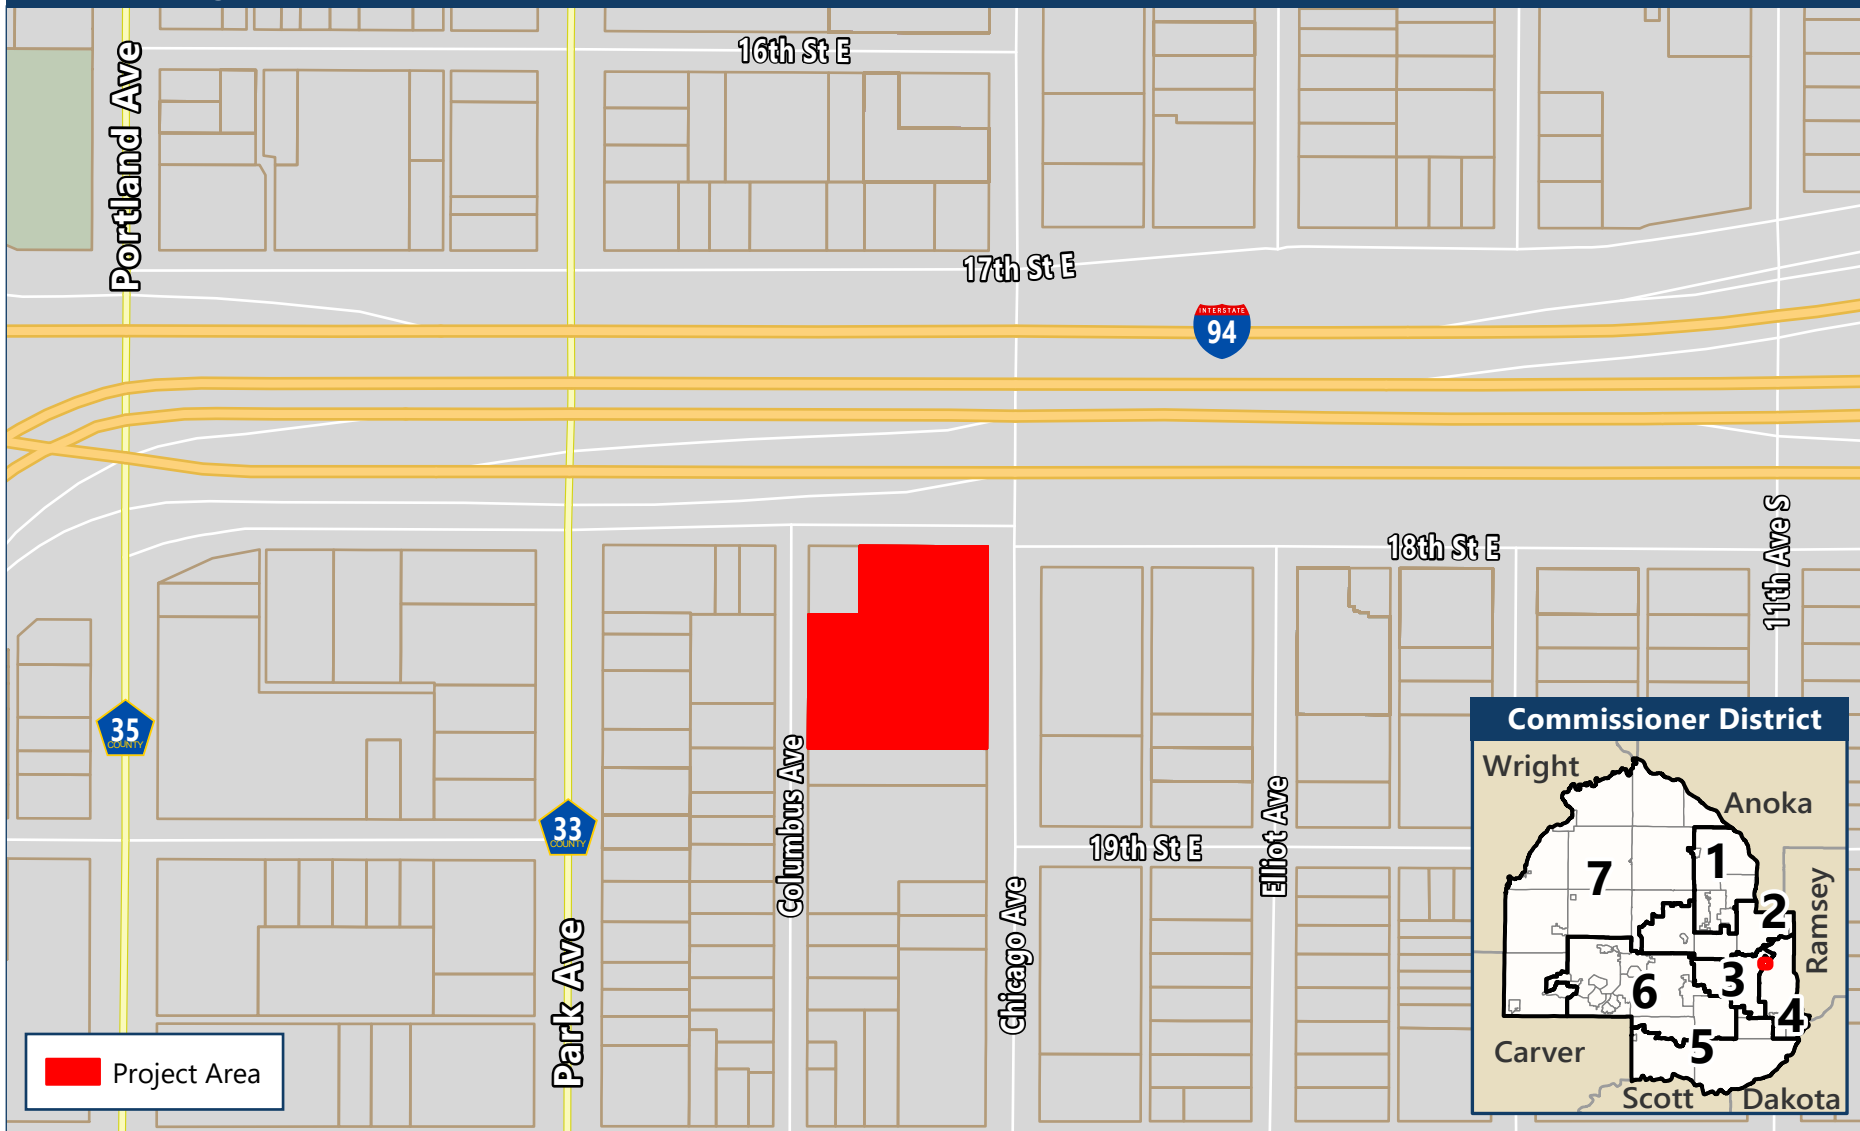 16th St E
Portland Ave
17th St E
INTERSTATE
94
18th St E
11th Ave S
35
COUNTY
33
COUNTY
Columbus Ave
Elliot Ave
19th St E
Chicago Ave
Park Ave
Project Area
Commissioner District
Wright
Anoka
1
7
2
Ramsey
3
6
4
5
Carver
Scott
Dakota